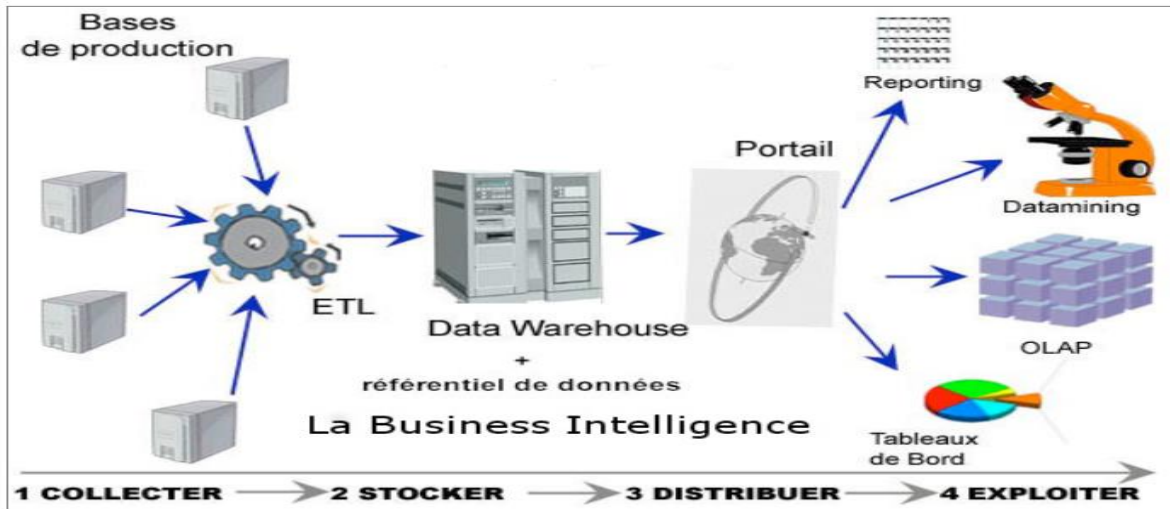 Bases
de production
Reporting
Portail
Datamining
ETL
Data Warehouse
+
référentiel de données
OLAP
La Business Intelligence
Tableaux
de Bord
1 COLLECTER
2 STOCKER
3 DISTRIBUER
4 EXPLOITER